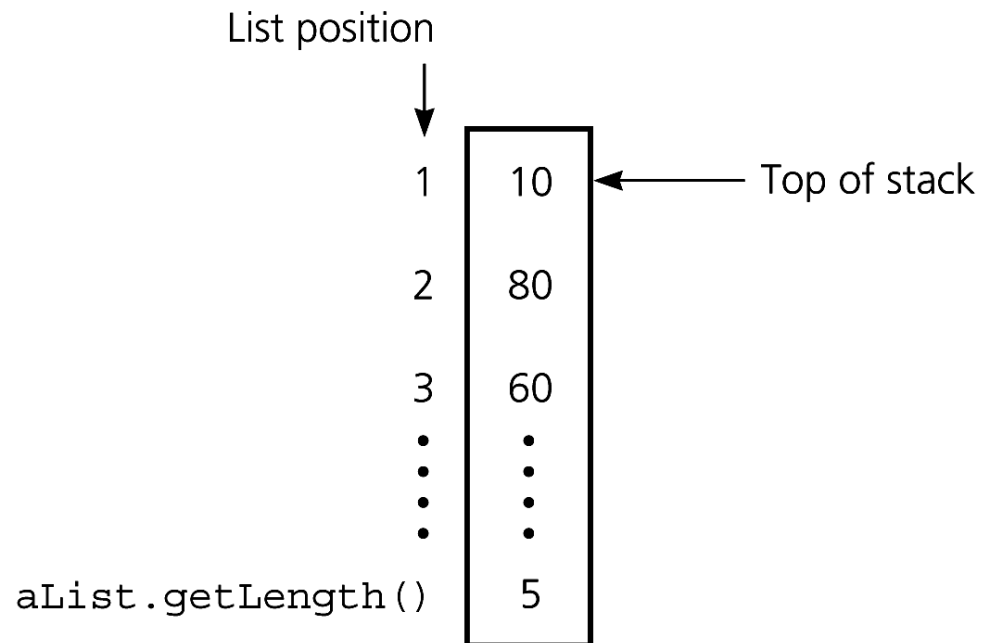 List position
1 10 Top of stack
2 80
3 60
aList.getLength() 5